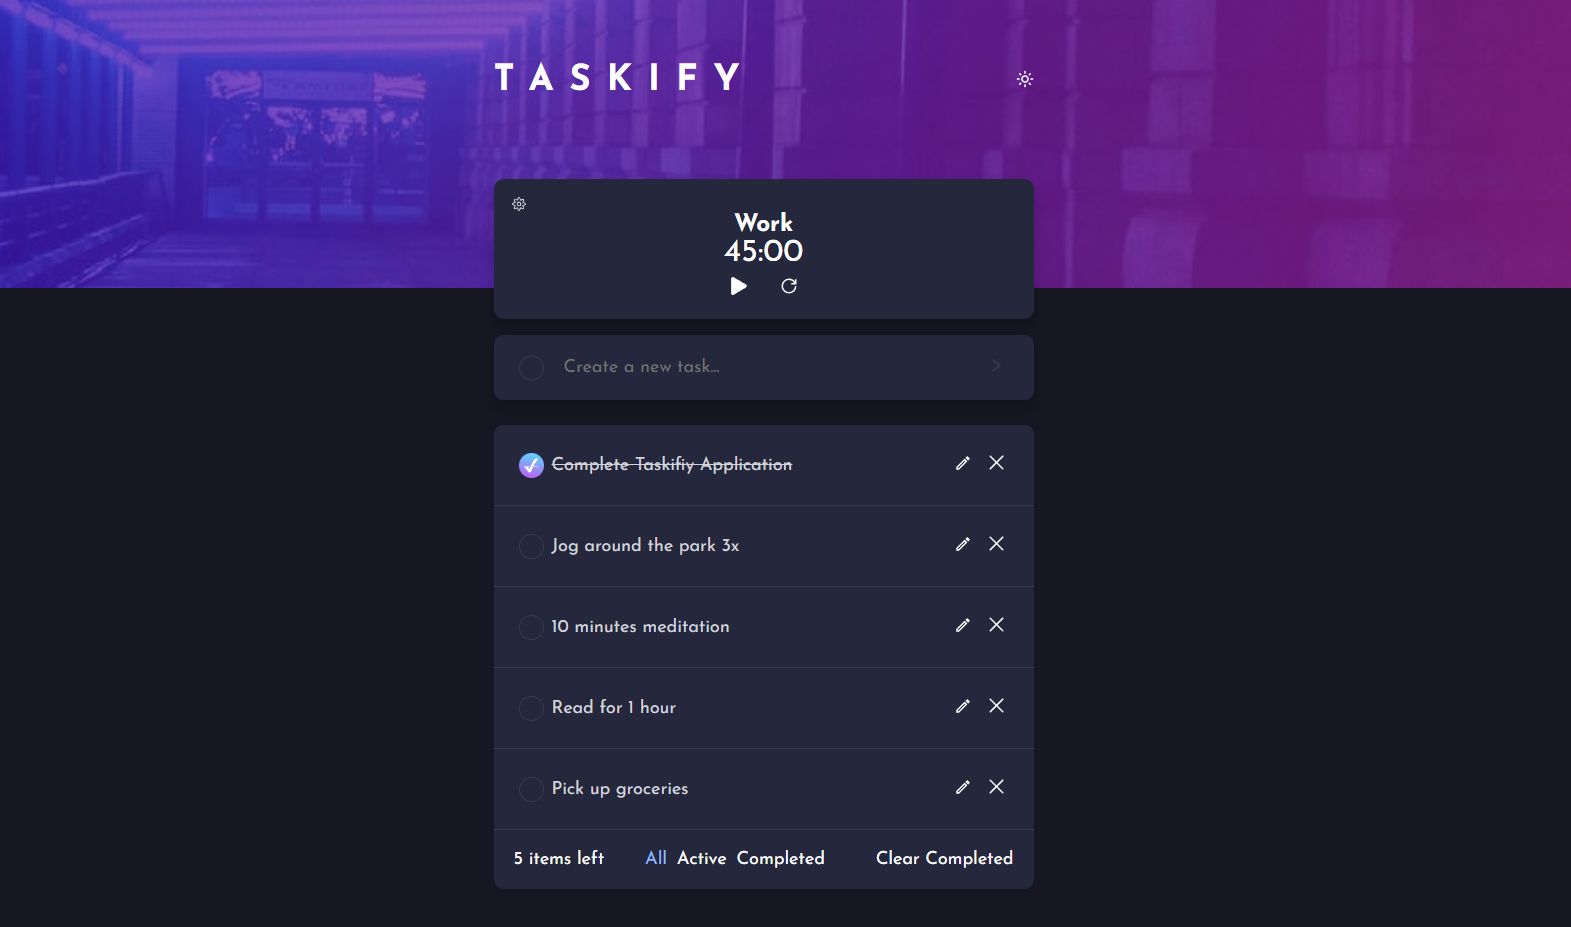 TASKIFY
Work
45:00
Create a new task...
Complete Taskifiy Application
Jog around the park 3x
10 minutes meditation
Read for 1 hour
Pick up groceries
5 items left All Active Completed Clear Completed